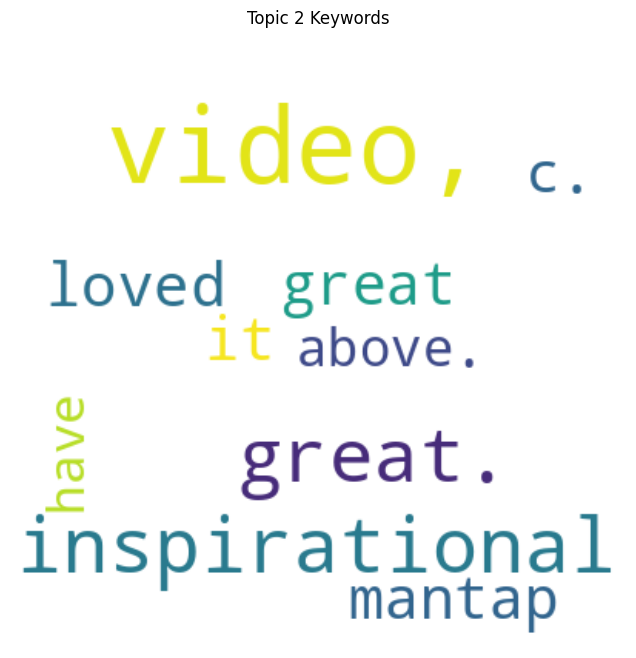 Topic 2 Keywords
video,
c.
loved
great
it
above.
have
great.
inspirational
mantap